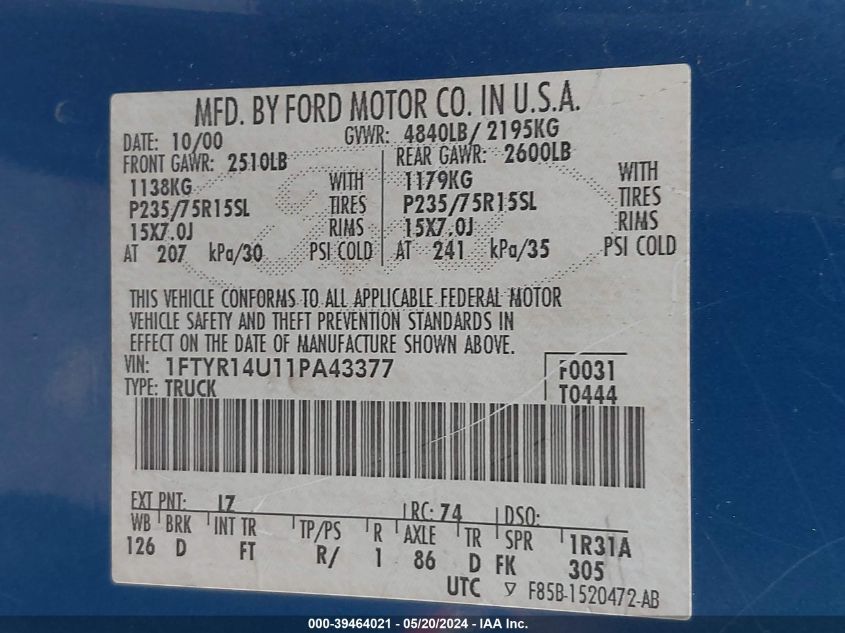 MFD. BY FORD MOTOR CO. IN U.S.A.
DATE: 10/00 GVWR: 4840LB/ 2195KG
FRONT GAWR: 2510LB REAR GAWR: 2600LB
1138KG WITH 1179KG WITH
P235/75R15SL TIRES P235/75R15SL TIRES
15X7.0J RIMS 15X7.0J RIMS
AT 207 kPa/30 PSI COLD AT 241 kPa/35 PSI COLD
THIS VEHICLE CONFORMS TO ALL APPLICABLE FEDERAL MOTOR
VEHICLE SAFETY AND THEFT PREVENTION STANDARDS IN
EFFECT ON THE DATE OF MANUFACTURE SHOWN ABOVE.
VIN: 1FTYR14U11PA43377 F0031
TYPE: TRUCK T0444
EXT PNT: L7 RC: 74 DSO:
WB BRK INT TR TP/PS R AXLE TR SPR 1R31A
126 D FT R/ 1 86 D FK 305
UTC ▽ F85B-1520472-AB
000-39464021 - 05/20/2024 - IAA Inc.